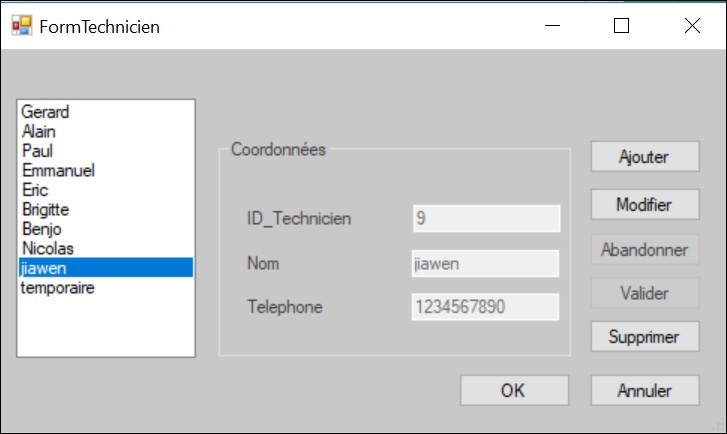 FormTechnicien
Gerard
Alain
Paul
Emmanuel
Eric
Brigitte
Benjo
Nicolas
jiawen
temporaire
Coordonnées
ID_Technicien 9
Nom jiawen
Telephone 1234567890
Ajouter
Modifier
Abandonner
Valider
Supprimer
OK Annuler